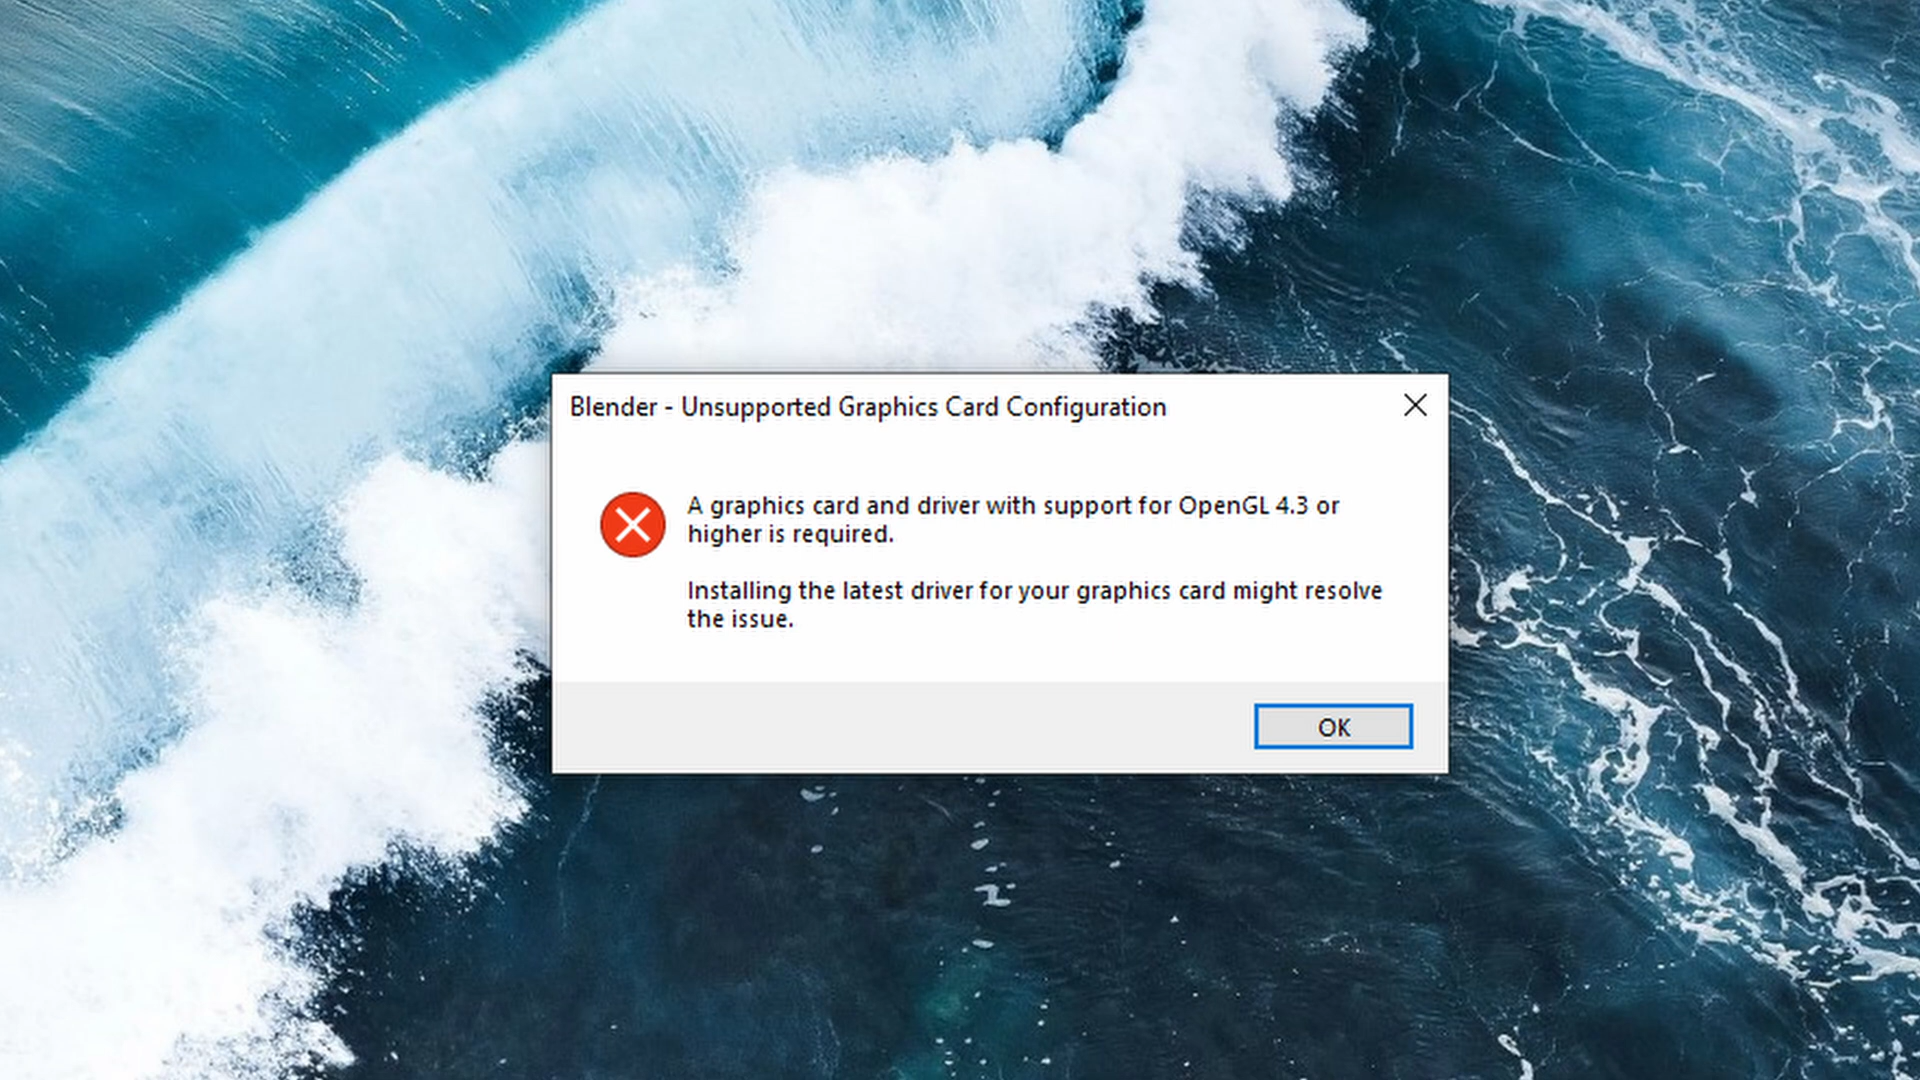 Blender - Unsupported Graphics Card Configuration
A graphics card and driver with support for OpenGL 4.3 or
higher is required.
Installing the latest driver for your graphics card might resolve
the issue.
OK